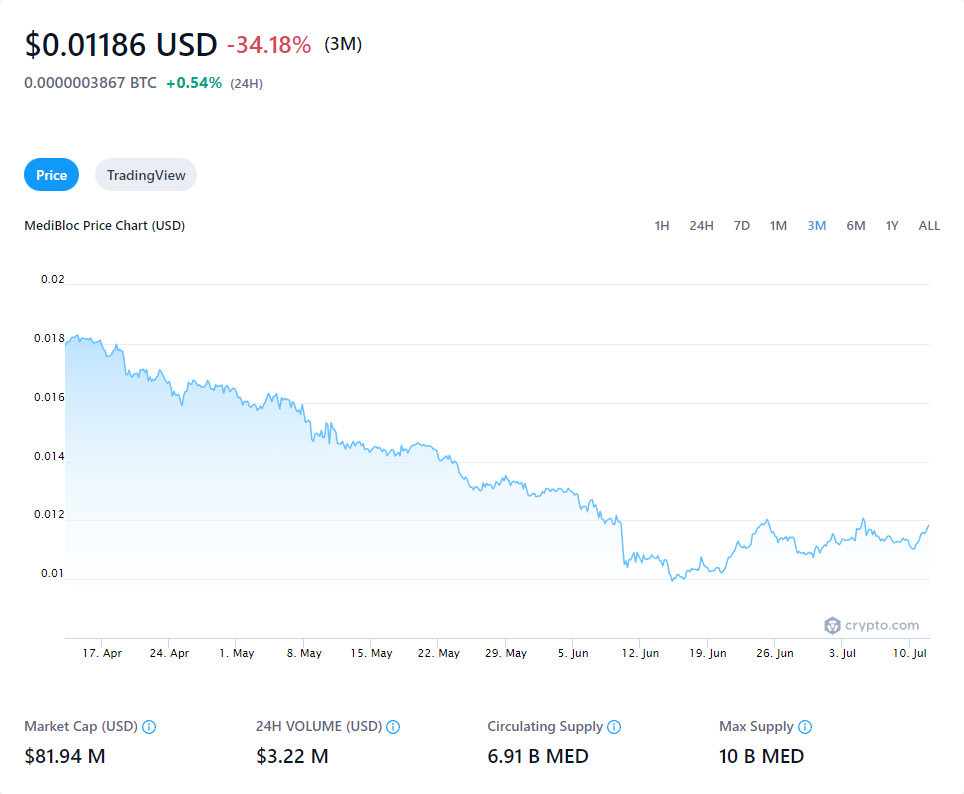 $0.01186 USD -34.18% (3M)
0.0000003867 BTC +0.54% (24H)
Price TradingView
MediBloc Price Chart (USD) 1H 24H 7D 1M 3M 6M 1Y ALL
0.02
0.018
0.016
0.014
0.012
0.01
crypto.com
17. Apr 24. Apr 1. May 8. May 15. May 22. May 29. May 5. Jun 12. Jun 19. Jun 26. Jun 3. Jul 10. Jul
Market Cap (USD) 24H VOLUME (USD) Circulating Supply Max Supply
$81.94 M $3.22 M 6.91 B MED 10 B MED